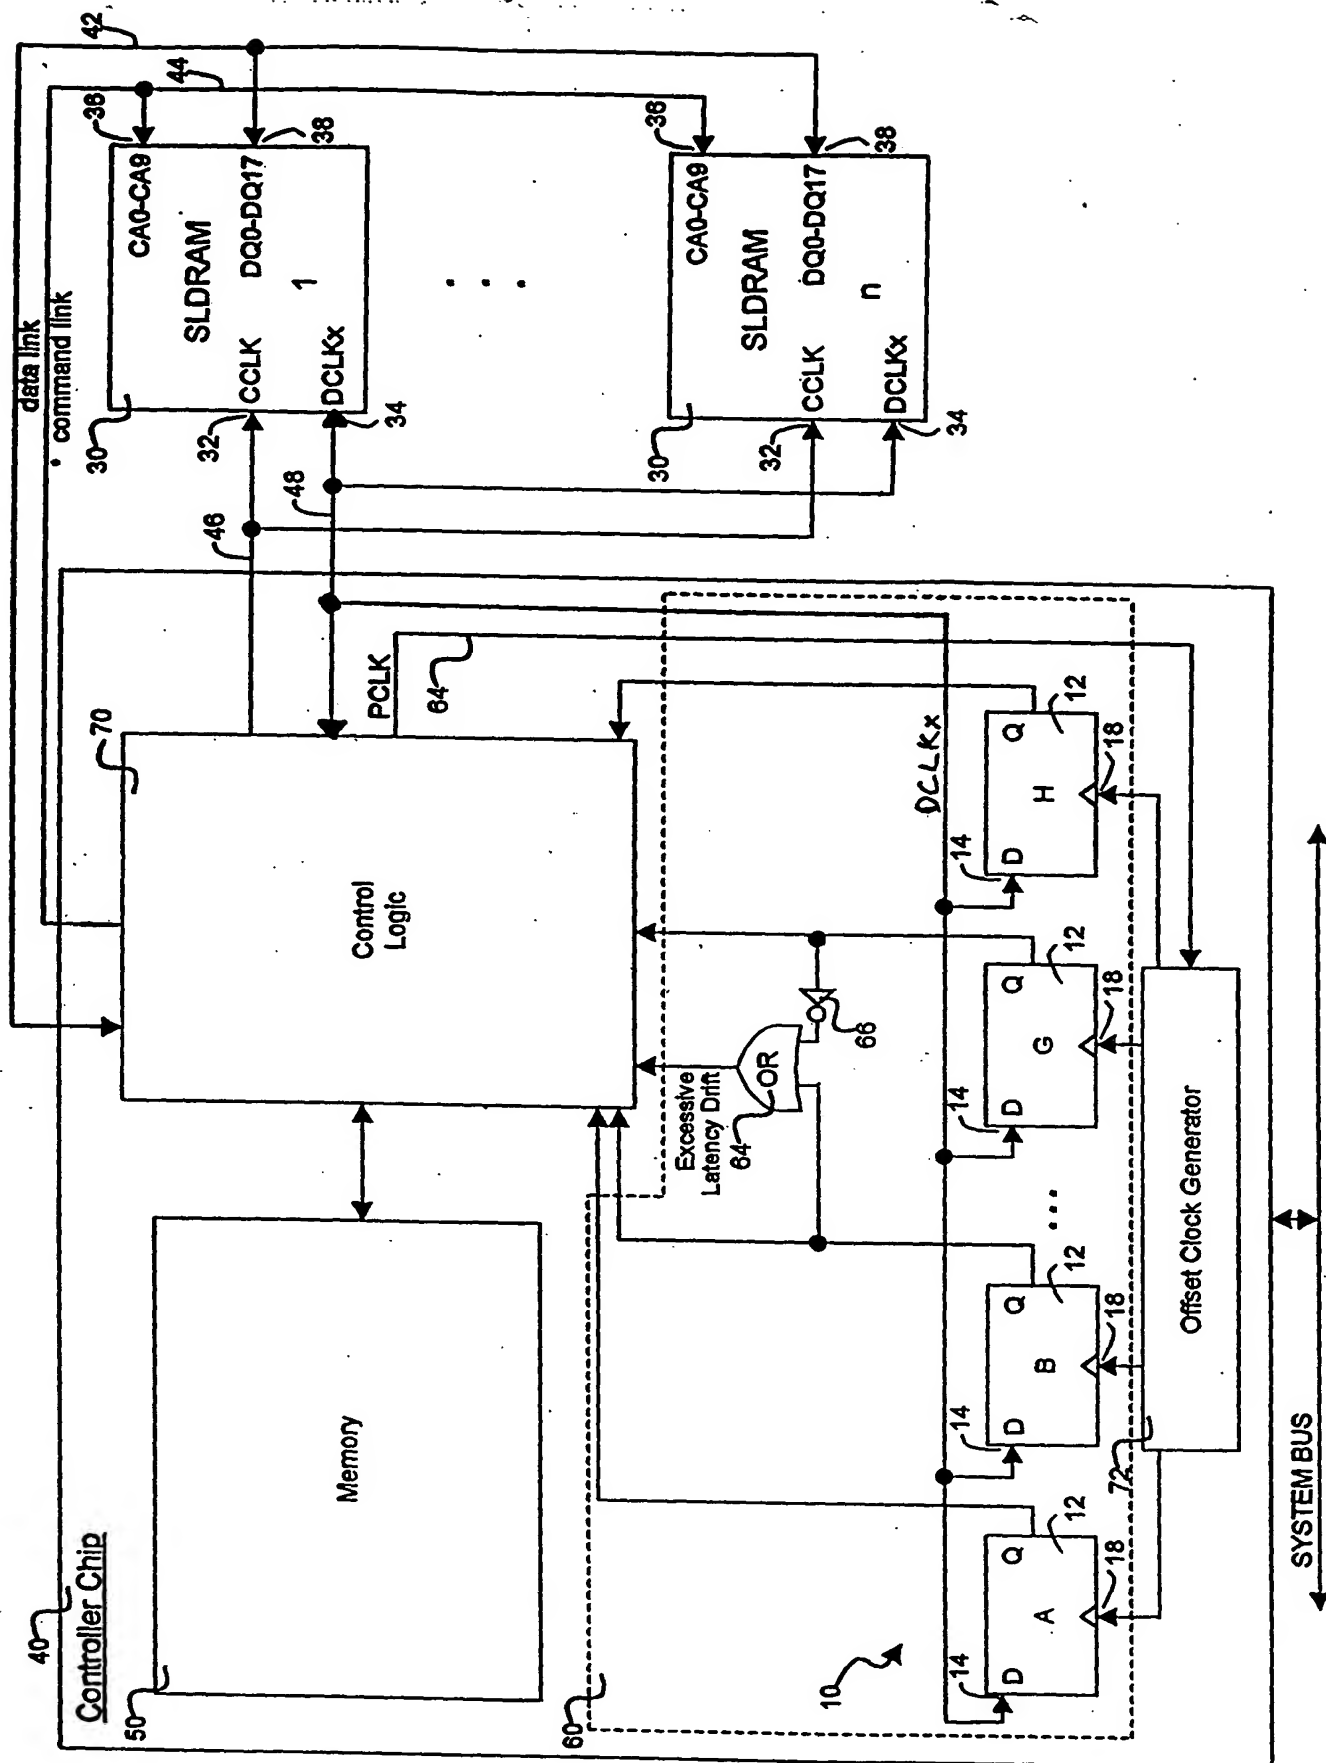 40
Controller Chip
50
Memory
70
Control
Logic
data link
command link
42
44
46
48
PCLK
64
30
32
34
36
38
CA0-CA9
SLDRAM
CCLK
DQ0-DQ17
1
DCLKx
30
32
34
36
38
CA0-CA9
SLDRAM
CCLK
DQ0-DQ17
n
DCLKx
60
Excessive
Latency Drift
64
OR
66
10
DCLKx
14
D
Q
12
A
18
14
D
Q
12
B
18
14
D
Q
12
G
18
14
D
Q
12
H
18
72
Offset Clock Generator
SYSTEM BUS